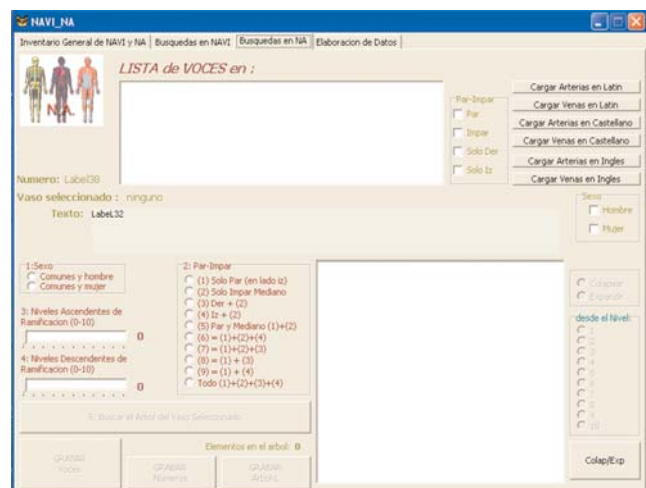 NAVI_NA
Inventario General de NAVI y NA
Busquedas en NAVI
Busquedas en NA
Elaboracion de Datos
N.A.
LISTA de VOCES en :
Par-Impar
Par
Impar
Solo Der
Solo Iz
Cargar Arterias en Latin
Cargar Venas en Latin
Cargar Arterias en Castellano
Cargar Venas en Castellano
Cargar Arterias en Ingles
Cargar Venas en Ingles
Numero: Label38
Vaso seleccionado : ninguno
Texto: Label32
Sexo
Hombre
Mujer
1:Sexo
Comunes y hombre
Comunes y mujer
3: Niveles Ascendentes de
Ramificacion (0-10)
0
4: Niveles Descendentes de
Ramificacion (0-10)
0
2: Par-Impar
(1) Solo Par (en lado iz)
(2) Solo Impar Mediano
(3) Der + (2)
(4) Iz + (2)
(5) Par y Mediano (1)+(2)
(6) = (1)+(2)+(4)
(7) = (1)+(2)+(3)
(8) = (1) + (3)
(9) = (1) + (4)
Todo (1)+(2)+(3)+(4)
Colapsar
Expandir
desde el Nivel:
1
2
3
4
5
6
7
8
9
10
5: Buscar el Arbol del Vaso Seleccionado
Elementos en el arbol: 0
GRABAR
Voces
GRABAR
Numeros
GRABAR
Colap/Exp